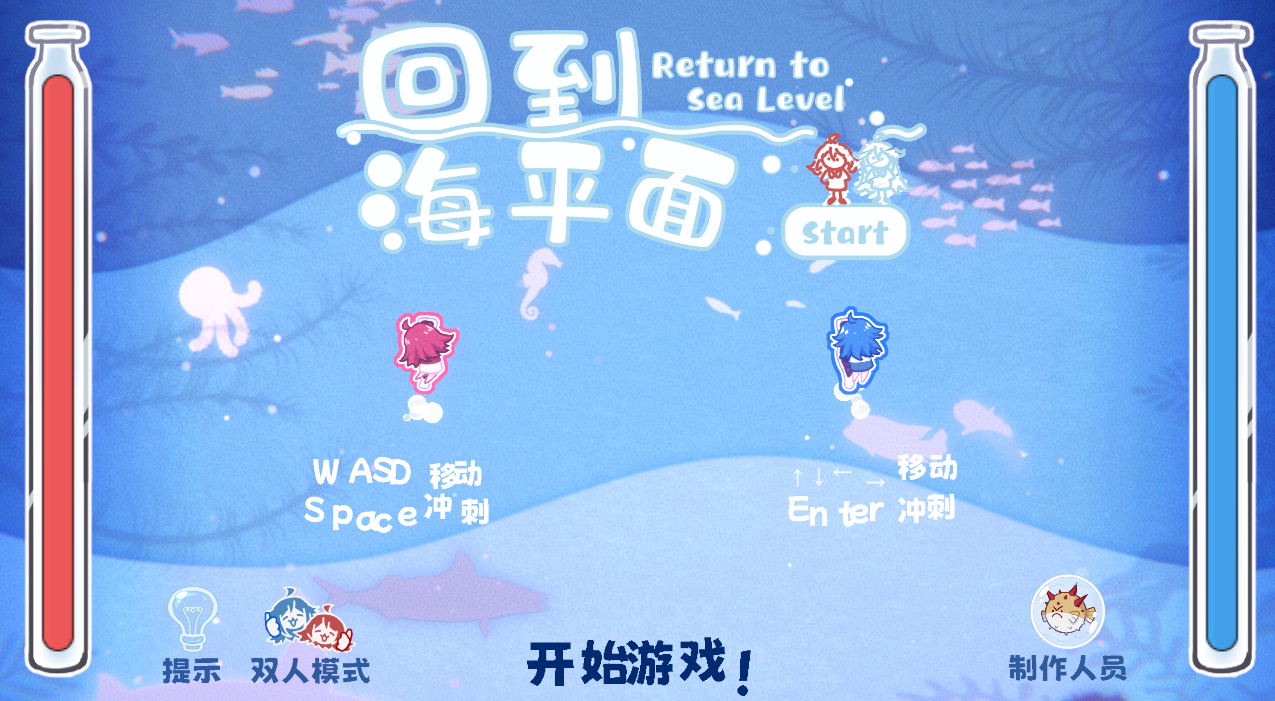 回到
Return to
Sea Level
海平面
Start
WASD 移动
Space 冲刺
↑↓←→ 移动
Enter 冲刺
提示
双人模式
开始游戏!
制作人员